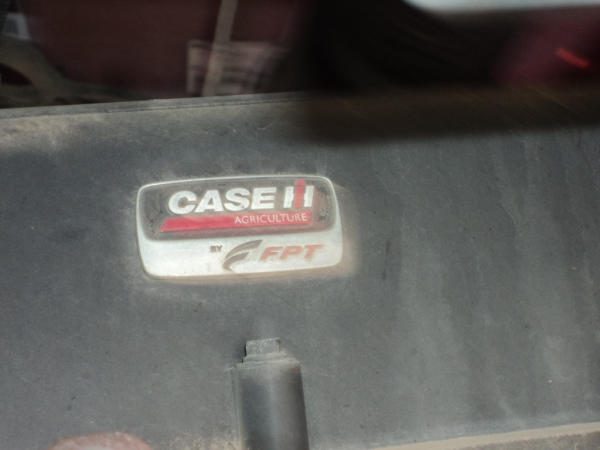 CASE IH
AGRICULTURE
BY FPT